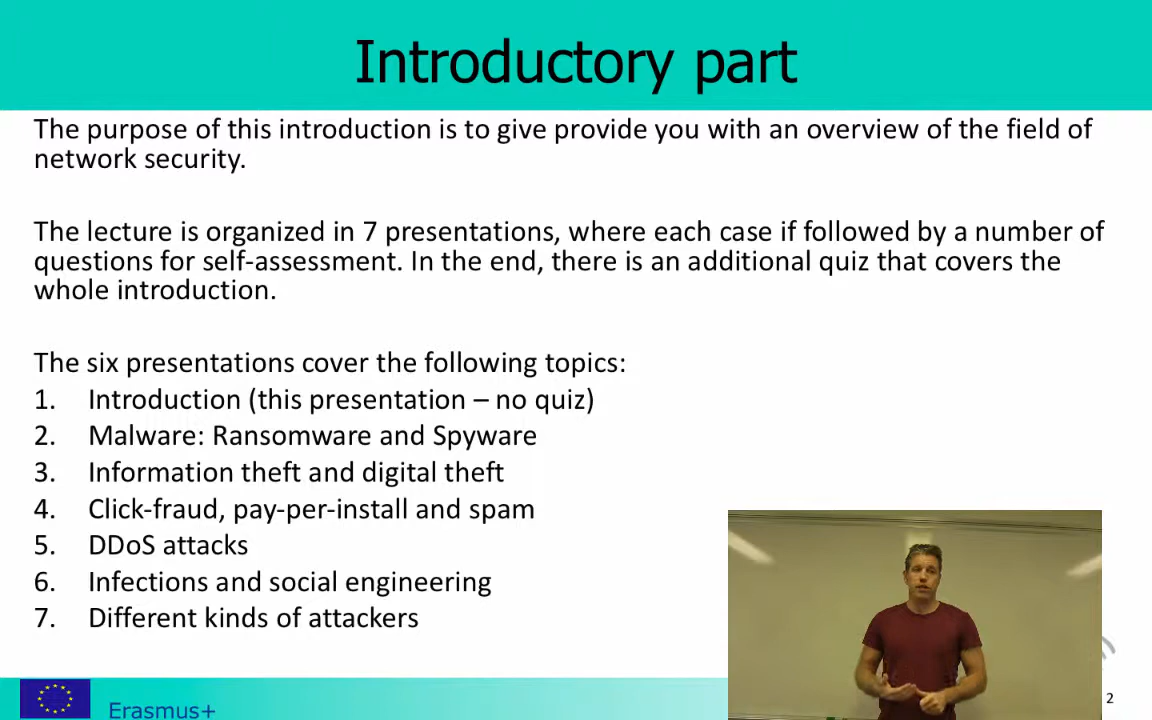 Introductory part
The purpose of this introduction is to give provide you with an overview of the field of
network security.
The lecture is organized in 7 presentations, where each case if followed by a number of
questions for self-assessment. In the end, there is an additional quiz that covers the
whole introduction.
The six presentations cover the following topics:
1. Introduction (this presentation – no quiz)
2. Malware: Ransomware and Spyware
3. Information theft and digital theft
4. Click-fraud, pay-per-install and spam
5. DDoS attacks
6. Infections and social engineering
7. Different kinds of attackers
Erasmus+
2